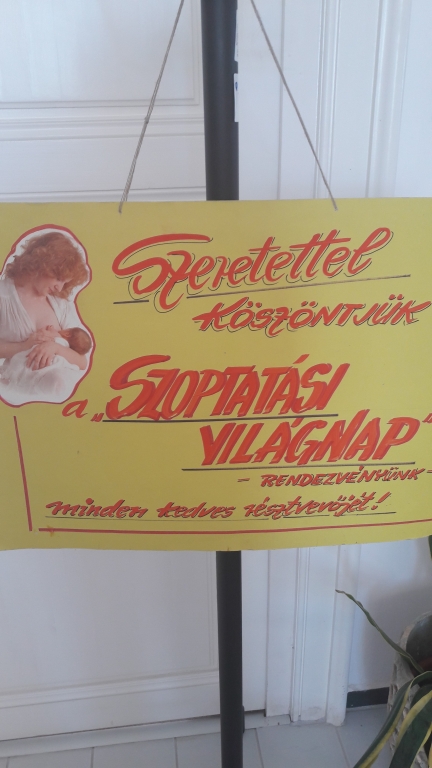 Szeretettel
KÖSZÖNTJÜK
a „SZOPTATÁSI
VILÁGNAP"
- RENDEZVÉNYÜNK -
minden kedves résztvevőjét!